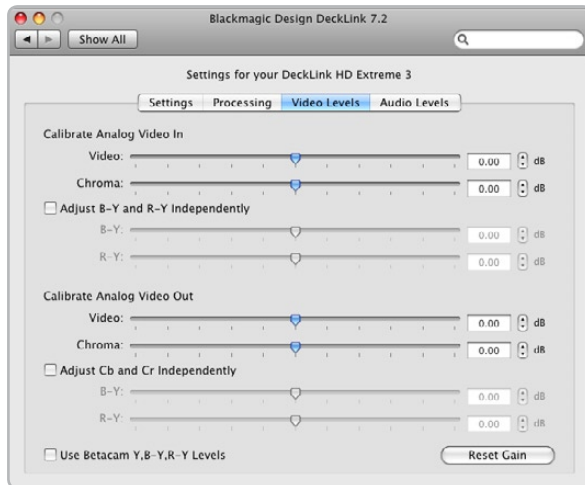 Blackmagic Design DeckLink 7.2
Show All
Settings for your DeckLink HD Extreme 3
Settings Processing Video Levels Audio Levels
Calibrate Analog Video In
Video: 0.00 dB
Chroma: 0.00 dB
Adjust B-Y and R-Y Independently
B-Y: 0.00 dB
R-Y: 0.00 dB
Calibrate Analog Video Out
Video: 0.00 dB
Chroma: 0.00 dB
Adjust Cb and Cr Independently
B-Y: 0.00 dB
R-Y: 0.00 dB
Use Betacam Y,B-Y,R-Y Levels Reset Gain